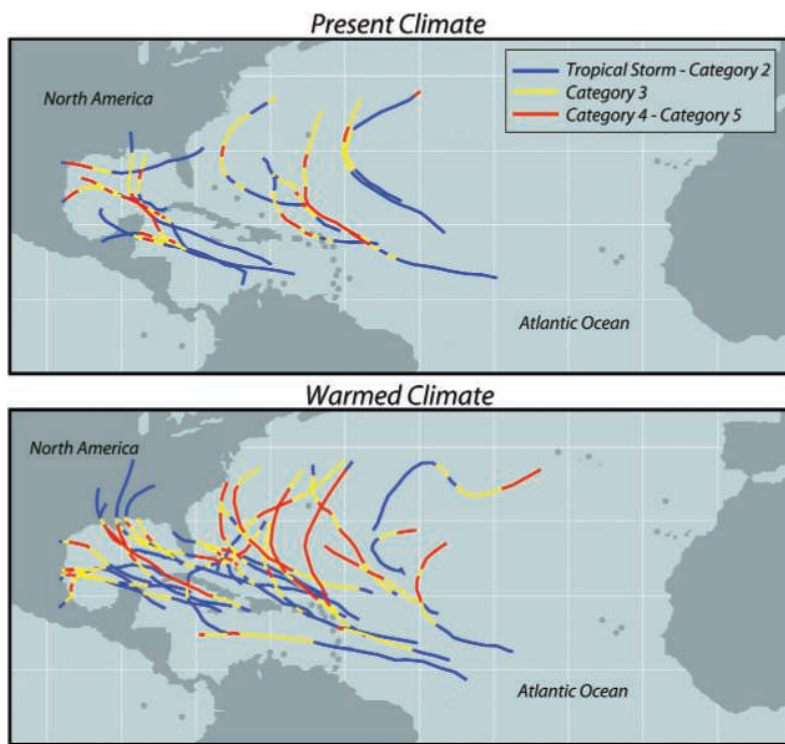 Present Climate
North America
Tropical Storm - Category 2
Category 3
Category 4 - Category 5
Atlantic Ocean
Warmed Climate
North America
Atlantic Ocean